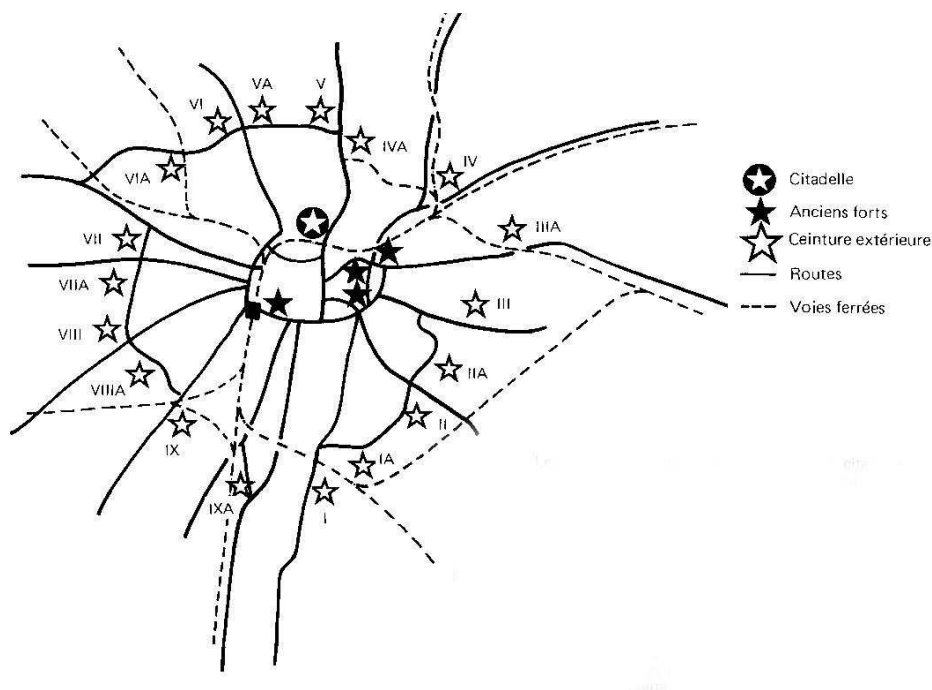 V
VA
VI
IVA
IV
VIA
IIIA
VII
VIIA
III
VIII
IIA
VIIIA
II
IX
IA
IXA
I
Citadelle
Anciens forts
Ceinture extérieure
Routes
Voies ferrées